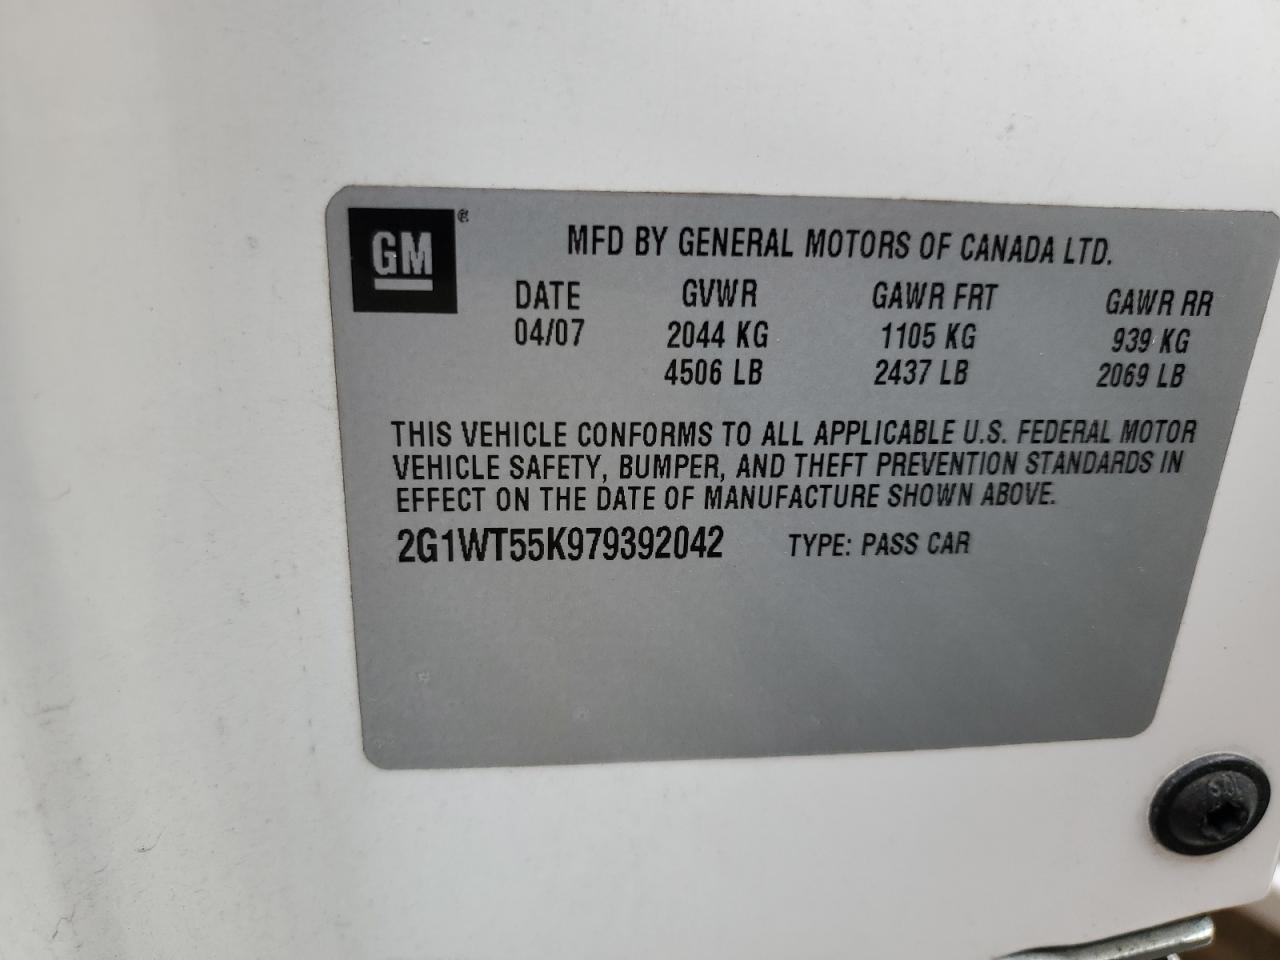 GM®
MFD BY GENERAL MOTORS OF CANADA LTD.
DATE GVWR GAWR FRT GAWR RR
04/07 2044 KG 1105 KG 939 KG
4506 LB 2437 LB 2069 LB
THIS VEHICLE CONFORMS TO ALL APPLICABLE U.S. FEDERAL MOTOR
VEHICLE SAFETY, BUMPER, AND THEFT PREVENTION STANDARDS IN
EFFECT ON THE DATE OF MANUFACTURE SHOWN ABOVE.
2G1WT55K979392042 TYPE: PASS CAR